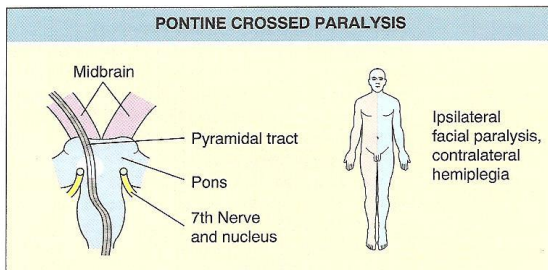 PONTINE CROSSED PARALYSIS
Midbrain
Pyramidal tract
Pons
7th Nerve
and nucleus
Ipsilateral
facial paralysis,
contralateral
hemiplegia